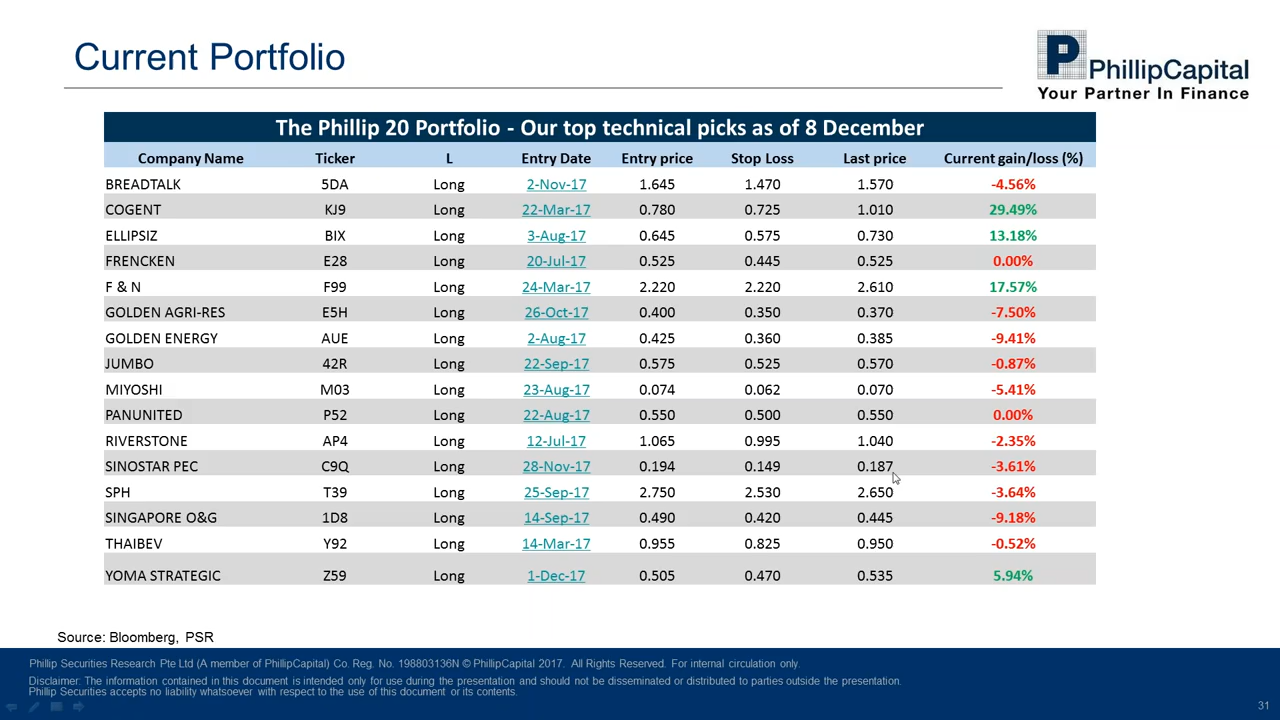 Current Portfolio
P
PhillipCapital
Your Partner In Finance
The Phillip 20 Portfolio - Our top technical picks as of 8 December
Company Name Ticker L Entry Date Entry price Stop Loss Last price Current gain/loss (%)
BREADTALK 5DA Long 2-Nov-17 1.645 1.470 1.570 -4.56%
COGENT KJ9 Long 22-Mar-17 0.780 0.725 1.010 29.49%
ELLIPSIZ BIX Long 3-Aug-17 0.645 0.575 0.730 13.18%
FRENCKEN E28 Long 20-Jul-17 0.525 0.445 0.525 0.00%
F & N F99 Long 24-Mar-17 2.220 2.220 2.610 17.57%
GOLDEN AGRI-RES E5H Long 26-Oct-17 0.400 0.350 0.370 -7.50%
GOLDEN ENERGY AUE Long 2-Aug-17 0.425 0.360 0.385 -9.41%
JUMBO 42R Long 22-Sep-17 0.575 0.525 0.570 -0.87%
MIYOSHI M03 Long 23-Aug-17 0.074 0.062 0.070 -5.41%
PANUNITED P52 Long 22-Aug-17 0.550 0.500 0.550 0.00%
RIVERSTONE AP4 Long 12-Jul-17 1.065 0.995 1.040 -2.35%
SINOSTAR PEC C9Q Long 28-Nov-17 0.194 0.149 0.187 -3.61%
SPH T39 Long 25-Sep-17 2.750 2.530 2.650 -3.64%
SINGAPORE O&G 1D8 Long 14-Sep-17 0.490 0.420 0.445 -9.18%
THAIBEV Y92 Long 14-Mar-17 0.955 0.825 0.950 -0.52%
YOMA STRATEGIC Z59 Long 1-Dec-17 0.505 0.470 0.535 5.94%
Source: Bloomberg, PSR
Phillip Securities Research Pte Ltd (A member of PhillipCapital) Co. Reg. No. 198803136N © PhillipCapital 2017. All Rights Reserved. For internal circulation only.
Disclaimer: The information contained in this document is intended only for use during the presentation and should not be disseminated or distributed to parties outside the presentation.
Phillip Securities accepts no liability whatsoever with respect to the use of this document or its contents.
31